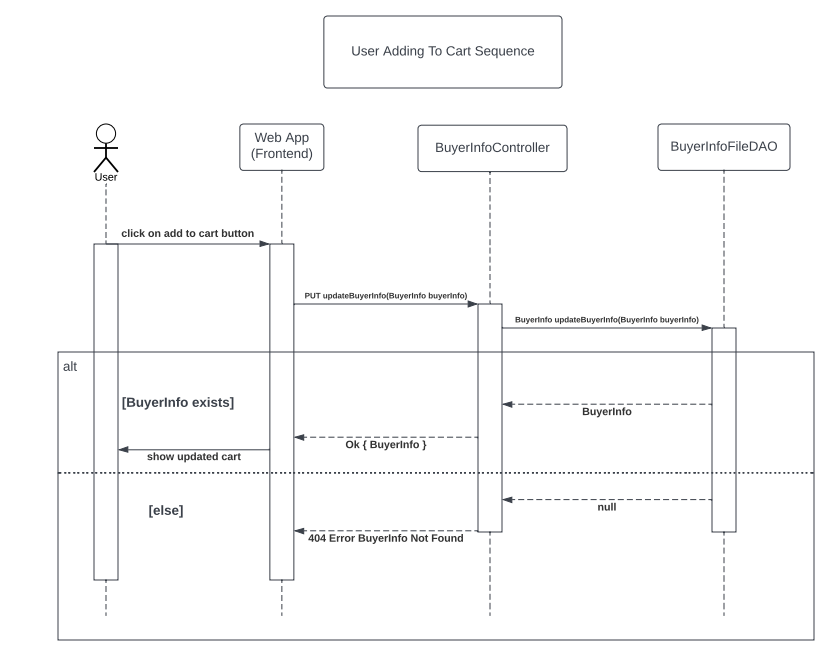 User Adding To Cart Sequence
User
Web App
(Frontend)
BuyerInfoController
BuyerInfoFileDAO
click on add to cart button
PUT updateBuyerInfo(BuyerInfo buyerInfo)
BuyerInfo updateBuyerInfo(BuyerInfo buyerInfo)
alt
[BuyerInfo exists]
BuyerInfo
Ok { BuyerInfo }
show updated cart
[else]
null
404 Error BuyerInfo Not Found